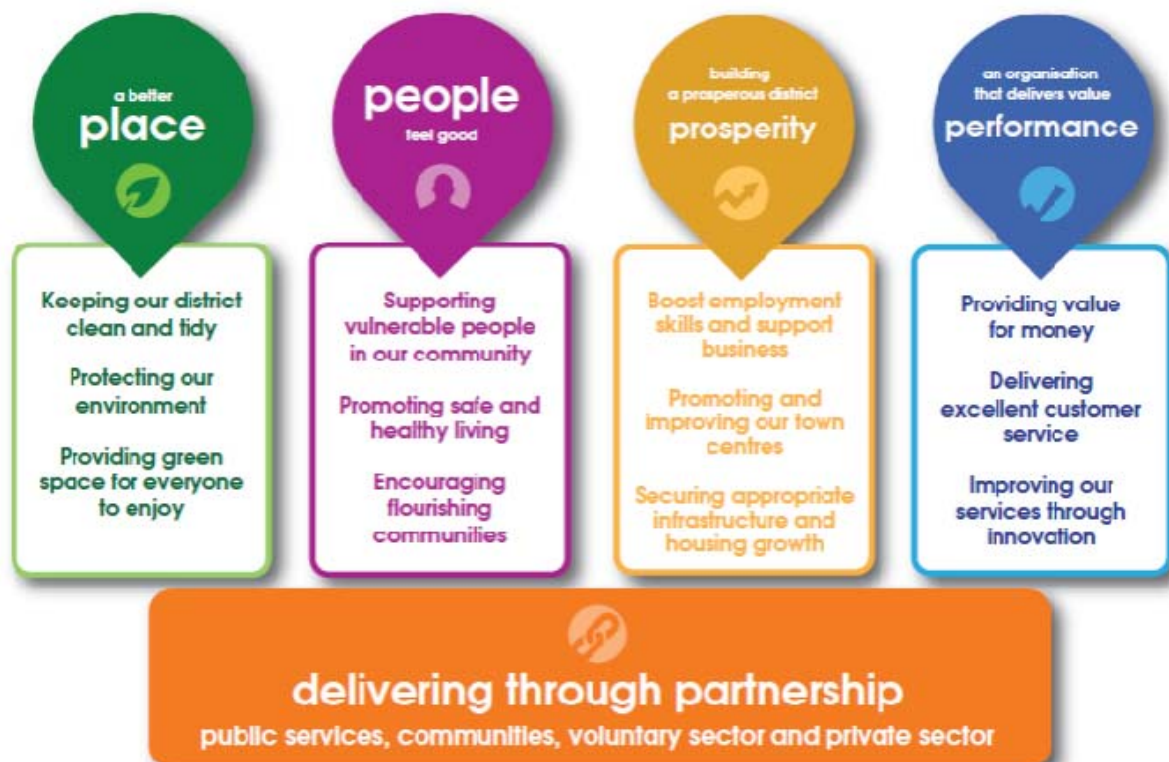 a better
place
Keeping our district
clean and tidy
Protecting our
environment
Providing green
space for everyone
to enjoy
people
feel good
Supporting
vulnerable people
in our community
Promoting safe and
healthy living
Encouraging
flourishing
communities
building
a prosperous district
prosperity
Boost employment
skills and support
business
Promoting and
improving our town
centres
Securing appropriate
infrastructure and
housing growth
an organisation
that delivers value
performance
Providing value
for money
Delivering
excellent customer
service
Improving our
services through
innovation
delivering through partnership
public services, communities, voluntary sector and private sector